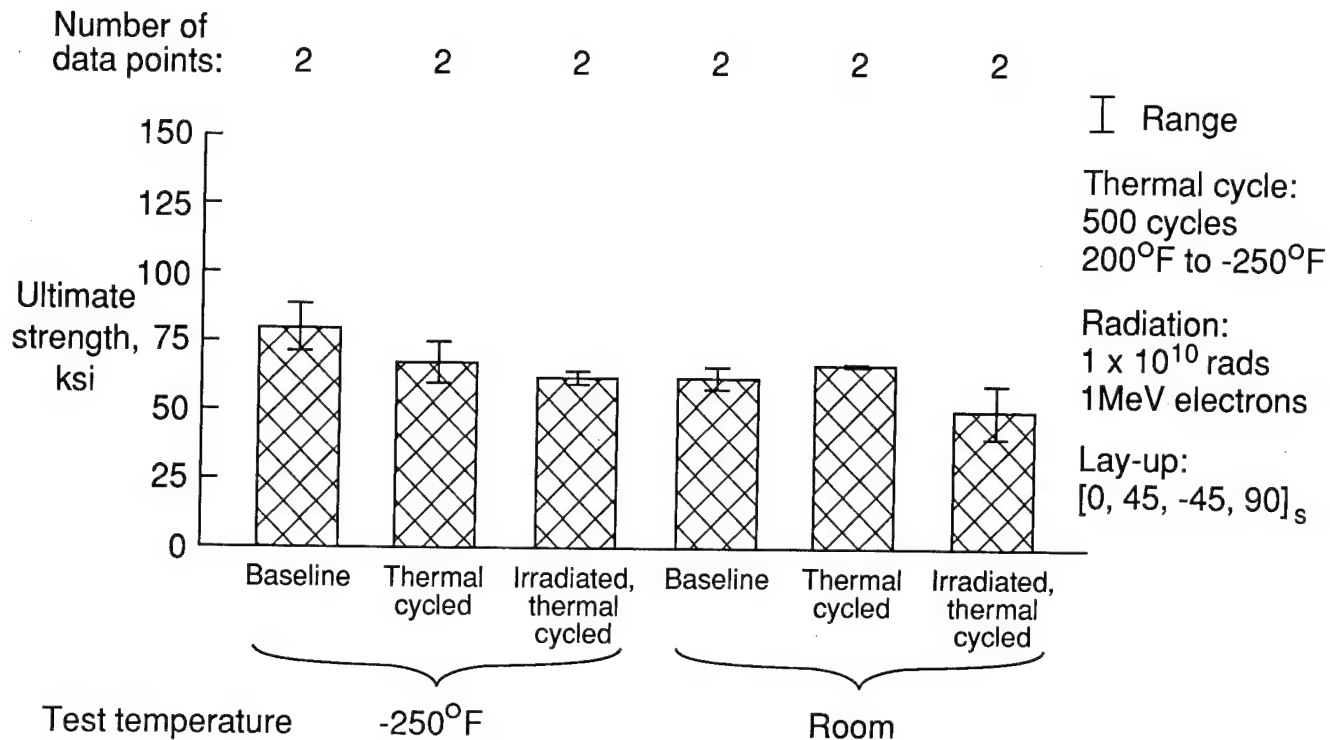 Number of
data points: 2 2 2 2 2 2
150
125
100
75
50
25
0
Ultimate
strength,
ksi
Range
Thermal cycle:
500 cycles
200°F to -250°F
Radiation:
1 x 10¹⁰ rads
1MeV electrons
Lay-up:
[0, 45, -45, 90]ₛ
Baseline
Thermal
cycled
Irradiated,
thermal
cycled
Baseline
Thermal
cycled
Irradiated,
thermal
cycled
Test temperature -250°F Room